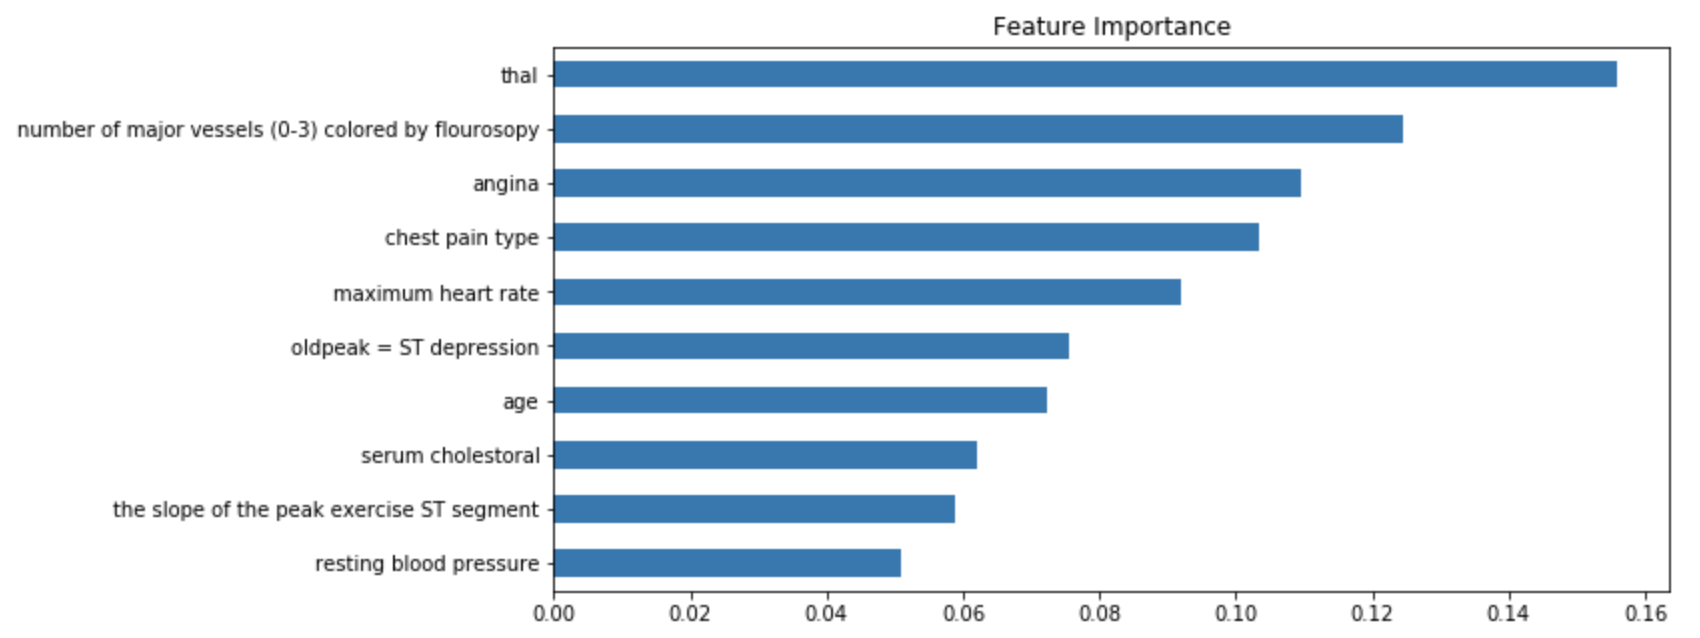 Feature Importance
thal
number of major vessels (0-3) colored by flourosopy
angina
chest pain type
maximum heart rate
oldpeak = ST depression
age
serum cholestoral
the slope of the peak exercise ST segment
resting blood pressure
0.00 0.02 0.04 0.06 0.08 0.10 0.12 0.14 0.16